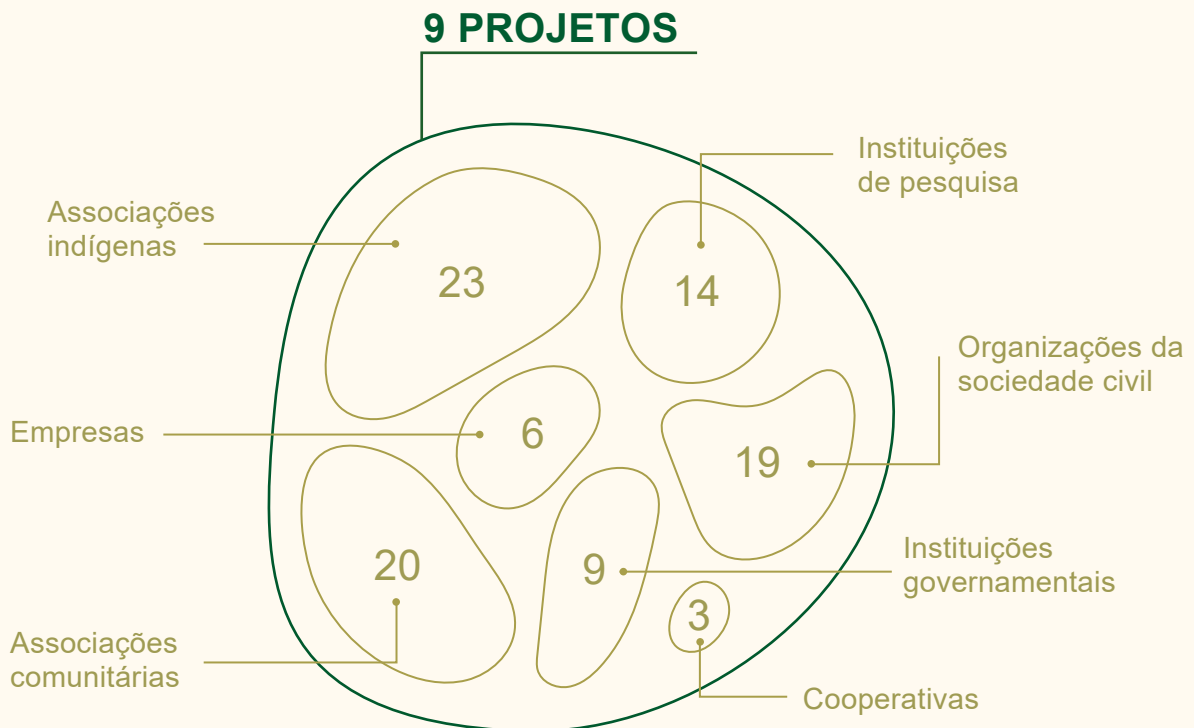 9 PROJETOS
Instituições
de pesquisa
Associações
indígenas
23
14
Organizações da
sociedade civil
Empresas
6
19
20
9
Instituições
governamentais
3
Associações
comunitárias
Cooperativas